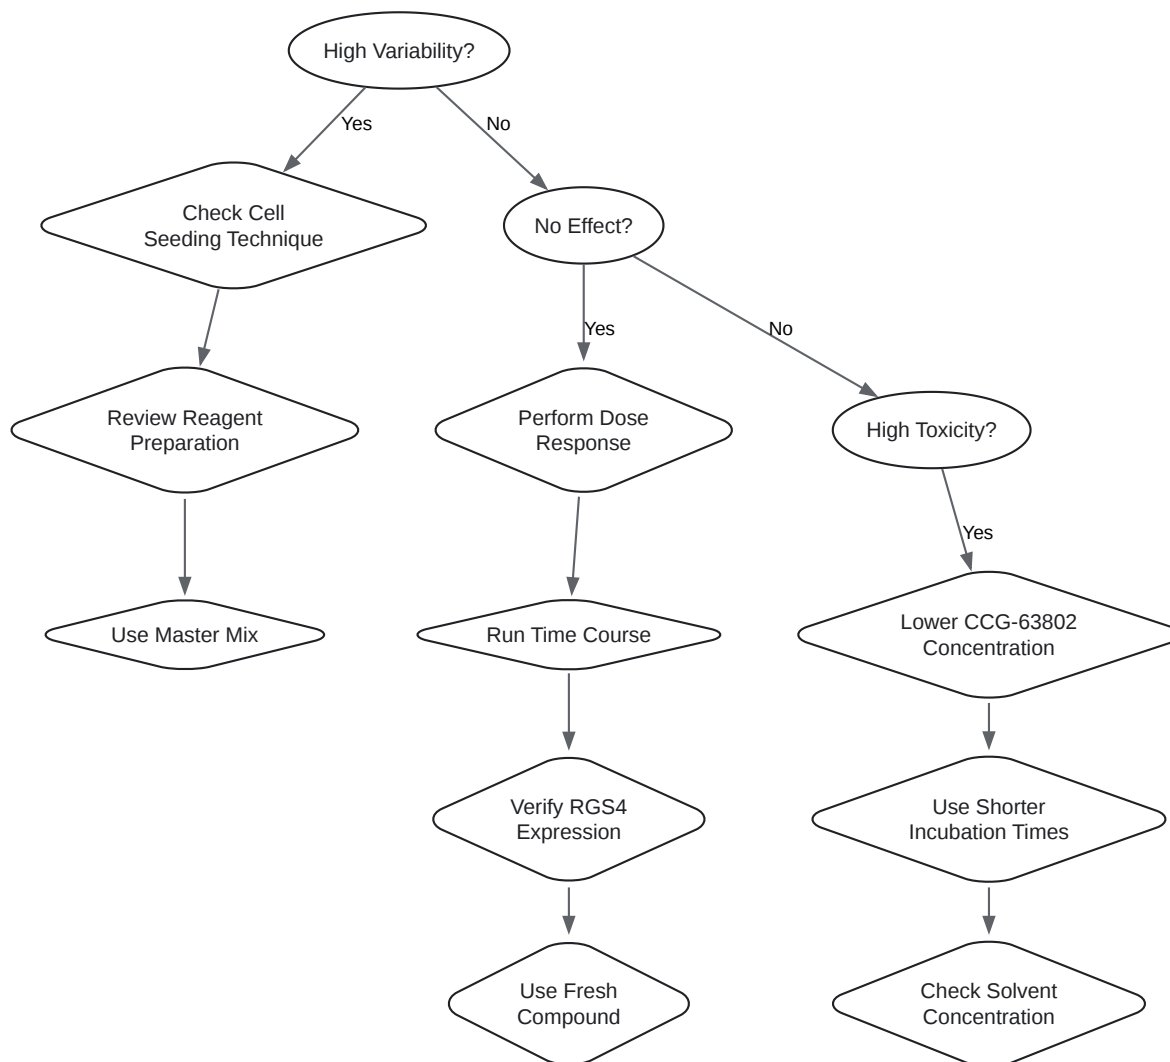 High Variability?
Yes
No
Check Cell
Seeding Technique
No Effect?
Yes
No
Review Reagent
Preparation
Perform Dose
Response
High Toxicity?
Yes
Use Master Mix
Run Time Course
Lower CCG-63802
Concentration
Verify RGS4
Expression
Use Shorter
Incubation Times
Use Fresh
Compound
Check Solvent
Concentration